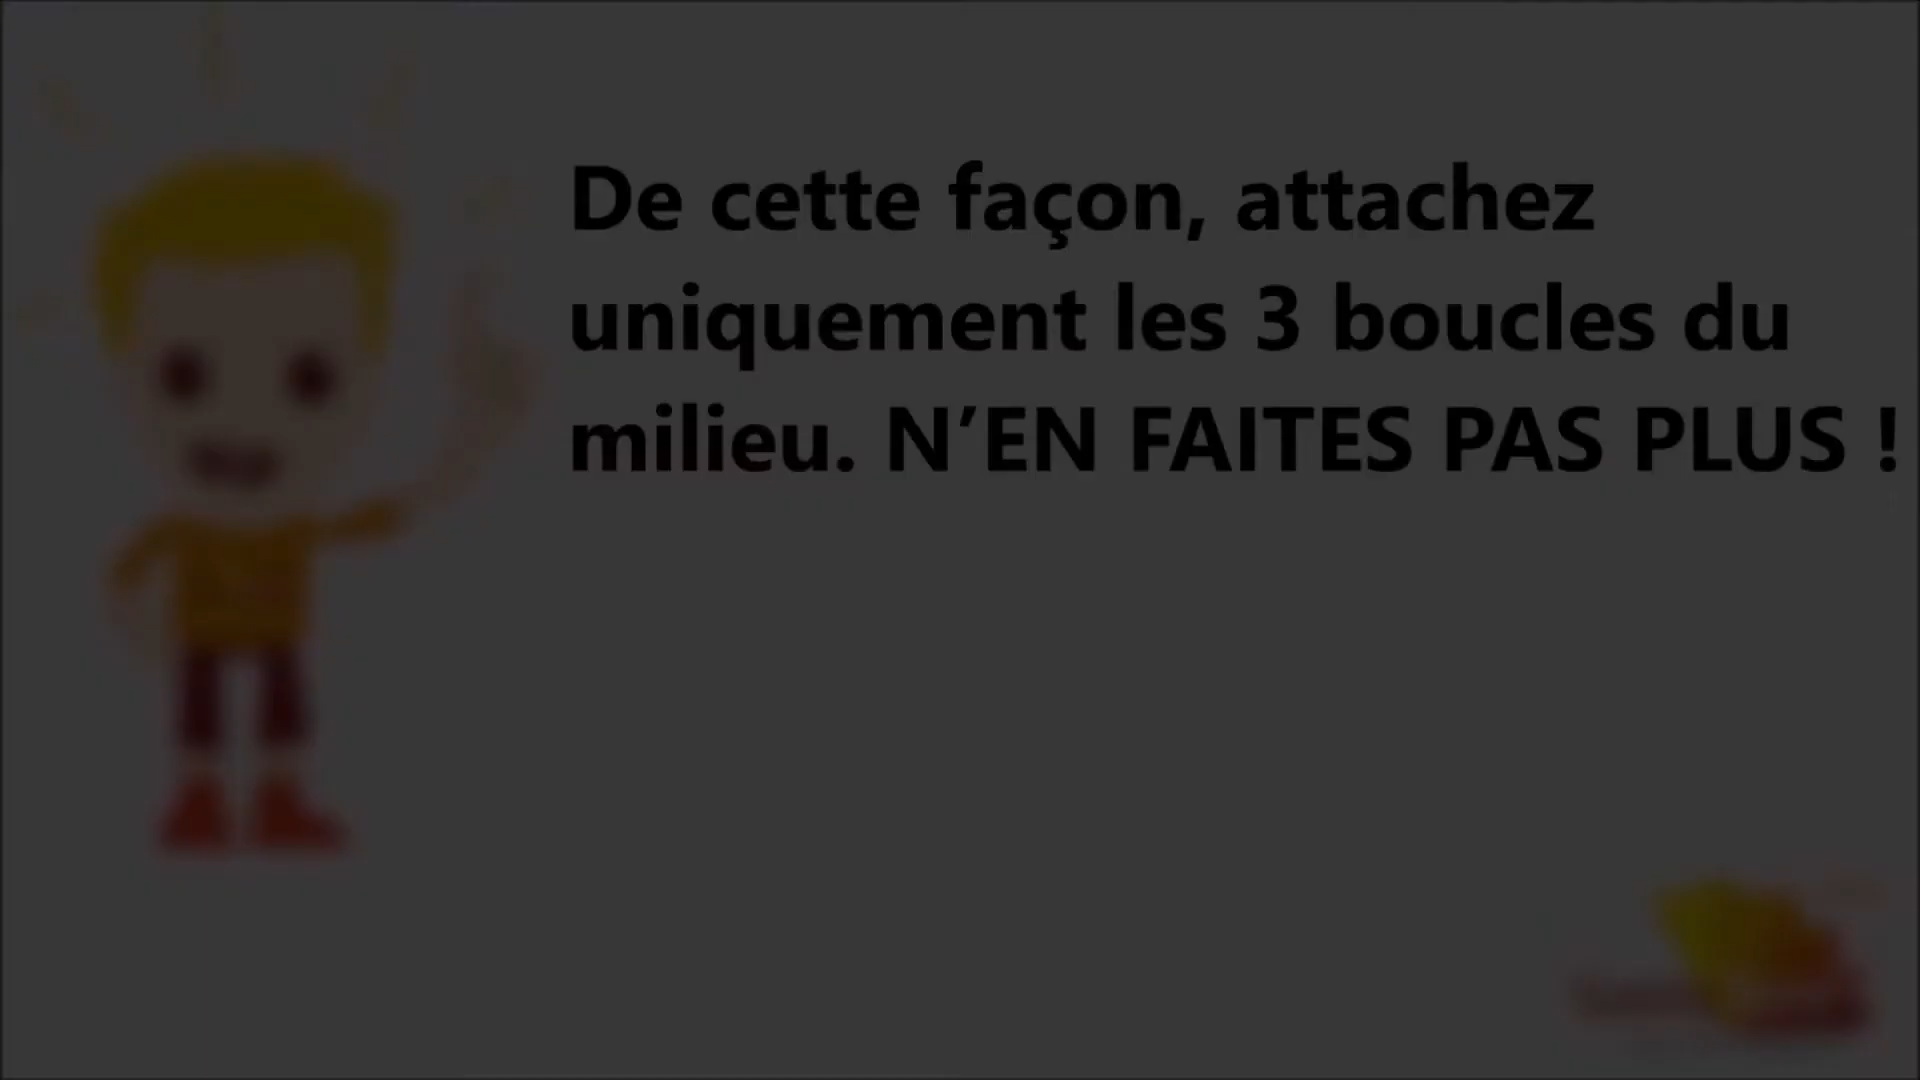 De cette façon, attachez
uniquement les 3 boucles du
milieu. N’EN FAITES PAS PLUS !